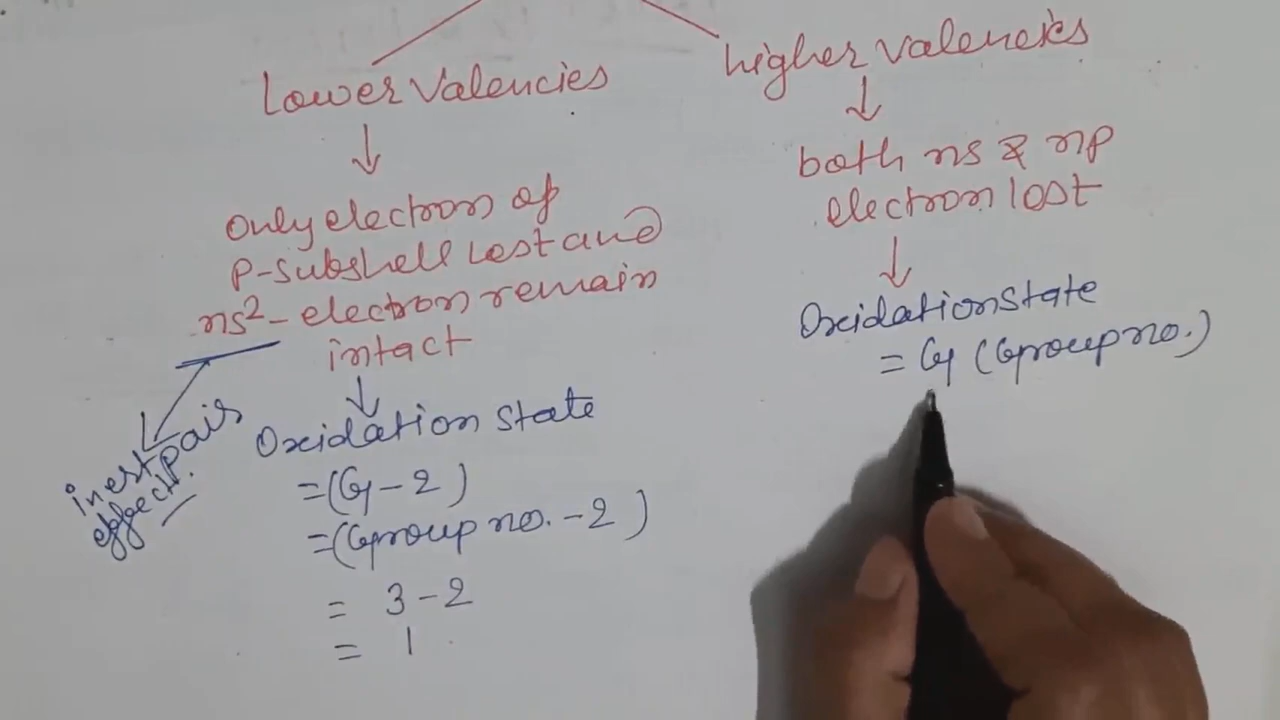 Lower Valencies
↓
Only electron of
P-subshell lost and
ns²- electron remain
intact
↓
inert pair
effect.
Oxidation state
=(G-2)
=(Group no. -2)
= 3-2
= 1
higher valencies
↓
both ns & np
electron lost
↓
Oxidation state
= G (Group no.)